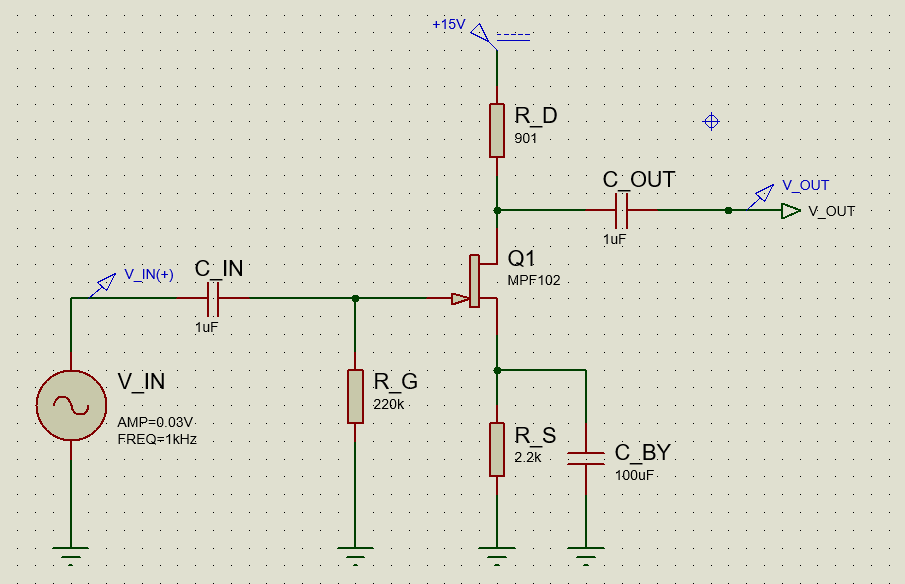 +15V
R_D
901
C_OUT
1uF
V_OUT
V_OUT
Q1
MPF102
V_IN(+)
C_IN
1uF
V_IN
AMP=0.03V
FREQ=1kHz
R_G
220k
R_S
2.2k
C_BY
100uF